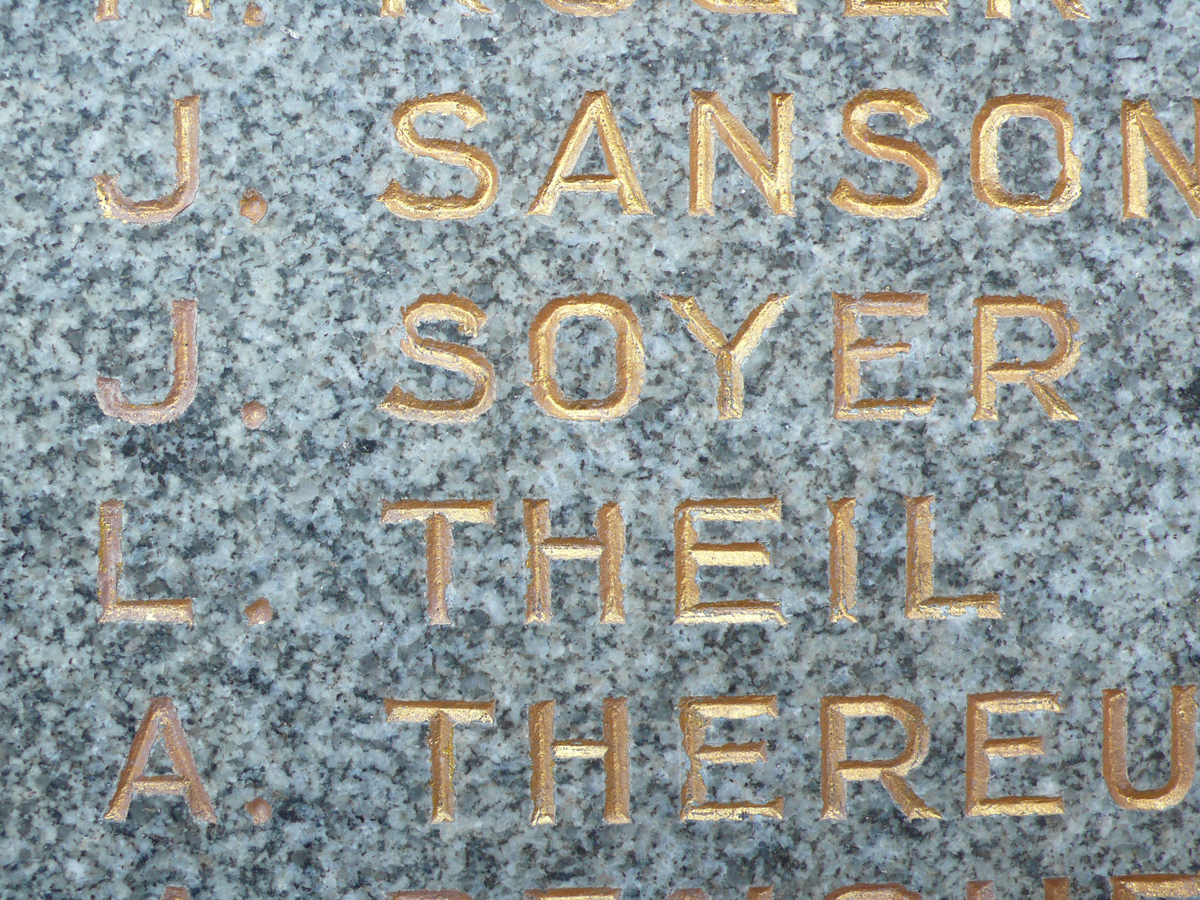 J. SANSON
J. SOYER
L. THEIL
A. THEREU